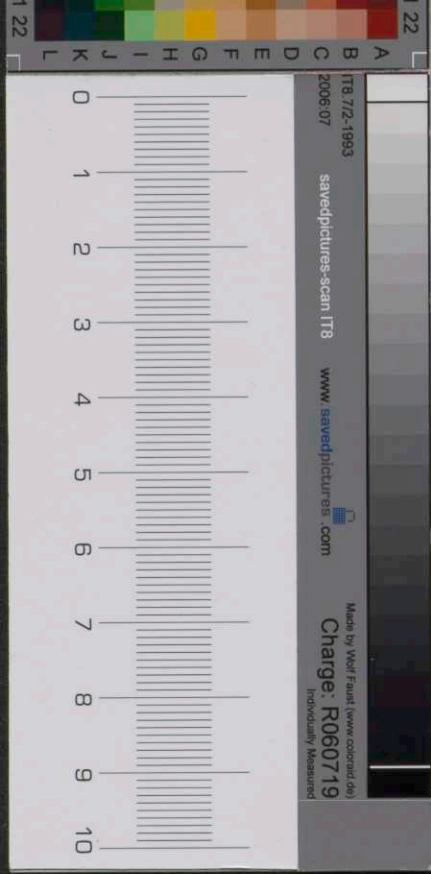 1 22
L K J I H G F E D C B A
1 22
IT8.7/2-1993
2006:07
savedpictures-scan IT8
www.savedpictures.com
Made by Wolf Faust (www.coloraid.de)
Charge: R060719
Individually Measured
0 1 2 3 4 5 6 7 8 9 10